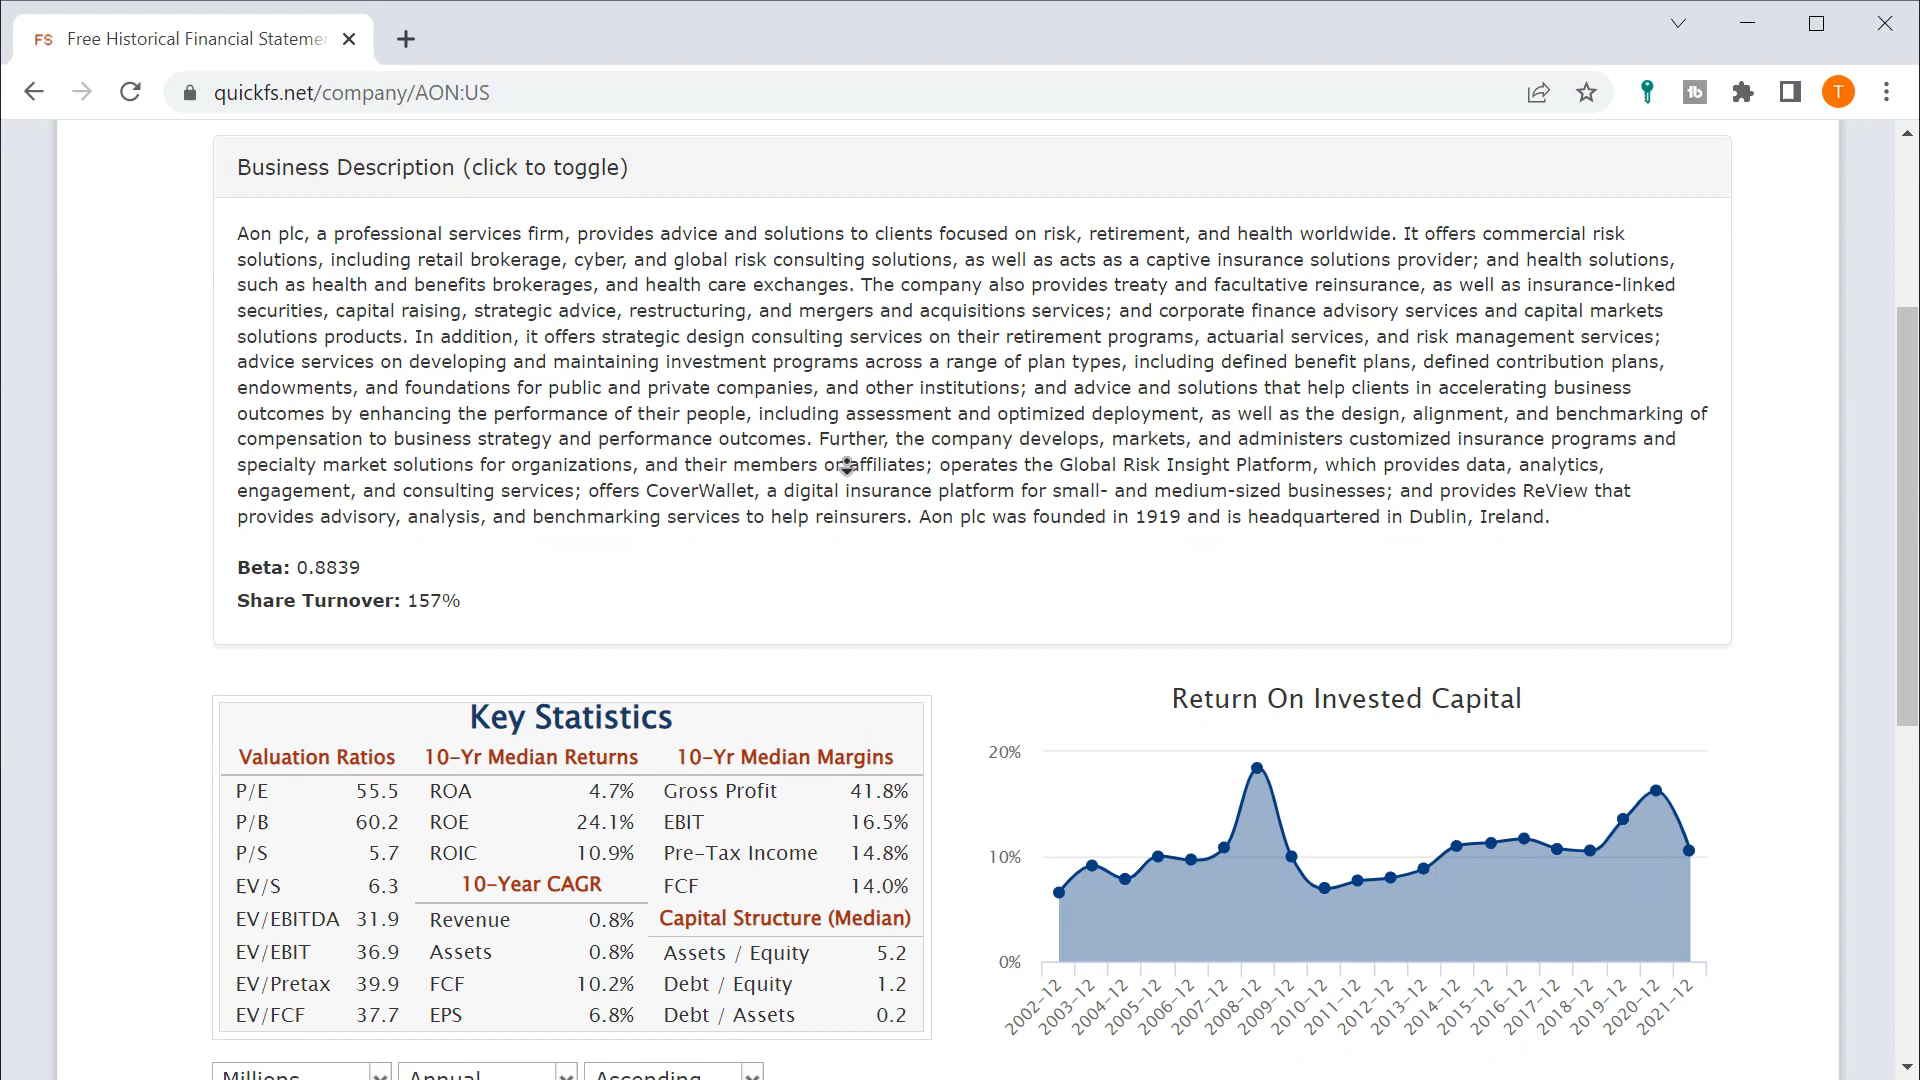 FS Free Historical Financial Statemen
quickfs.net/company/AON:US
T
Business Description (click to toggle)
Aon plc, a professional services firm, provides advice and solutions to clients focused on risk, retirement, and health worldwide. It offers commercial risk
solutions, including retail brokerage, cyber, and global risk consulting solutions, as well as acts as a captive insurance solutions provider; and health solutions,
such as health and benefits brokerages, and health care exchanges. The company also provides treaty and facultative reinsurance, as well as insurance-linked
securities, capital raising, strategic advice, restructuring, and mergers and acquisitions services; and corporate finance advisory services and capital markets
solutions products. In addition, it offers strategic design consulting services on their retirement programs, actuarial services, and risk management services;
advice services on developing and maintaining investment programs across a range of plan types, including defined benefit plans, defined contribution plans,
endowments, and foundations for public and private companies, and other institutions; and advice and solutions that help clients in accelerating business
outcomes by enhancing the performance of their people, including assessment and optimized deployment, as well as the design, alignment, and benchmarking of
compensation to business strategy and performance outcomes. Further, the company develops, markets, and administers customized insurance programs and
specialty market solutions for organizations, and their members or affiliates; operates the Global Risk Insight Platform, which provides data, analytics,
engagement, and consulting services; offers CoverWallet, a digital insurance platform for small- and medium-sized businesses; and provides ReView that
provides advisory, analysis, and benchmarking services to help reinsurers. Aon plc was founded in 1919 and is headquartered in Dublin, Ireland.
Beta: 0.8839
Share Turnover: 157%
Key Statistics
Valuation Ratios
P/E 55.5
P/B 60.2
P/S 5.7
EV/S 6.3
EV/EBITDA 31.9
EV/EBIT 36.9
EV/Pretax 39.9
EV/FCF 37.7
10-Yr Median Returns
ROA 4.7%
ROE 24.1%
ROIC 10.9%
10-Year CAGR
Revenue 0.8%
Assets 0.8%
FCF 10.2%
EPS 6.8%
10-Yr Median Margins
Gross Profit 41.8%
EBIT 16.5%
Pre-Tax Income 14.8%
FCF 14.0%
Capital Structure (Median)
Assets / Equity 5.2
Debt / Equity 1.2
Debt / Assets 0.2
Return On Invested Capital
20%
10%
0%
2002-12 2003-12 2004-12 2005-12 2006-12 2007-12 2008-12 2009-12 2010-12 2011-12 2012-12 2013-12 2014-12 2015-12 2016-12 2017-12 2018-12 2019-12 2020-12 2021-12
Millions Annual Ascending